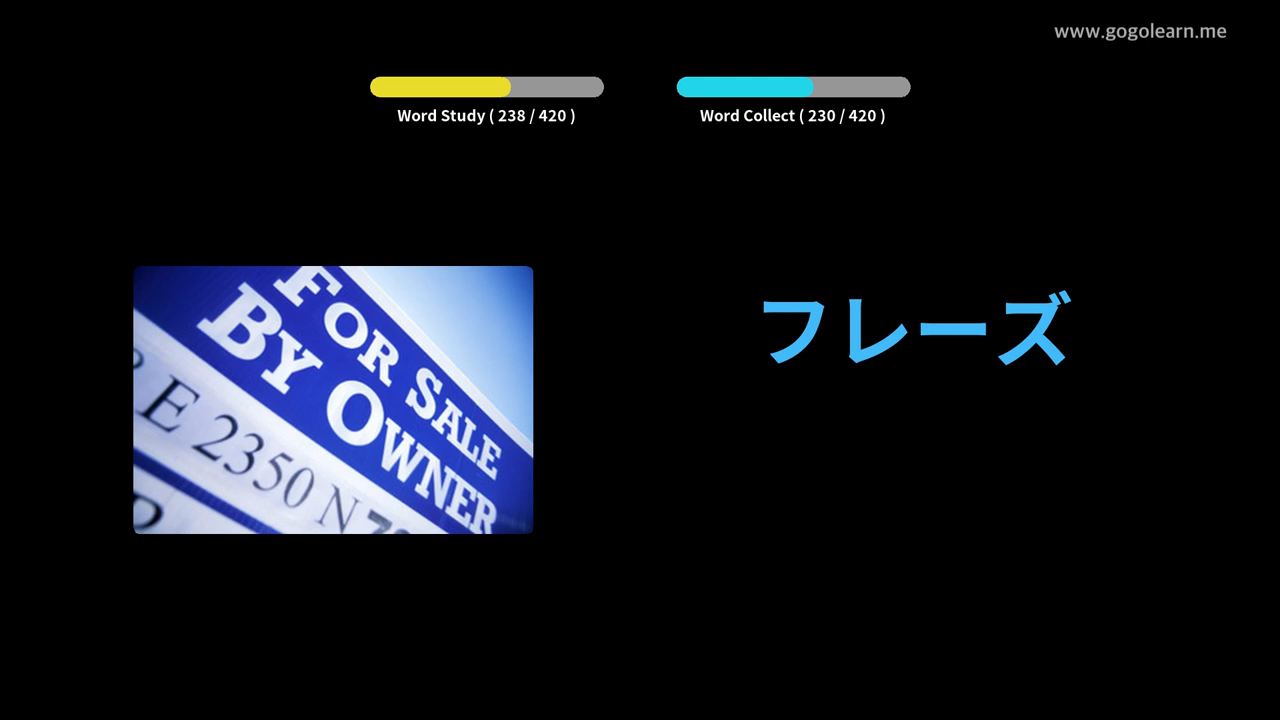 www.gogolearn.me
Word Study ( 238 / 420 )
Word Collect ( 230 / 420 )
FOR SALE
BY OWNER
E 2350 N
フレーズ